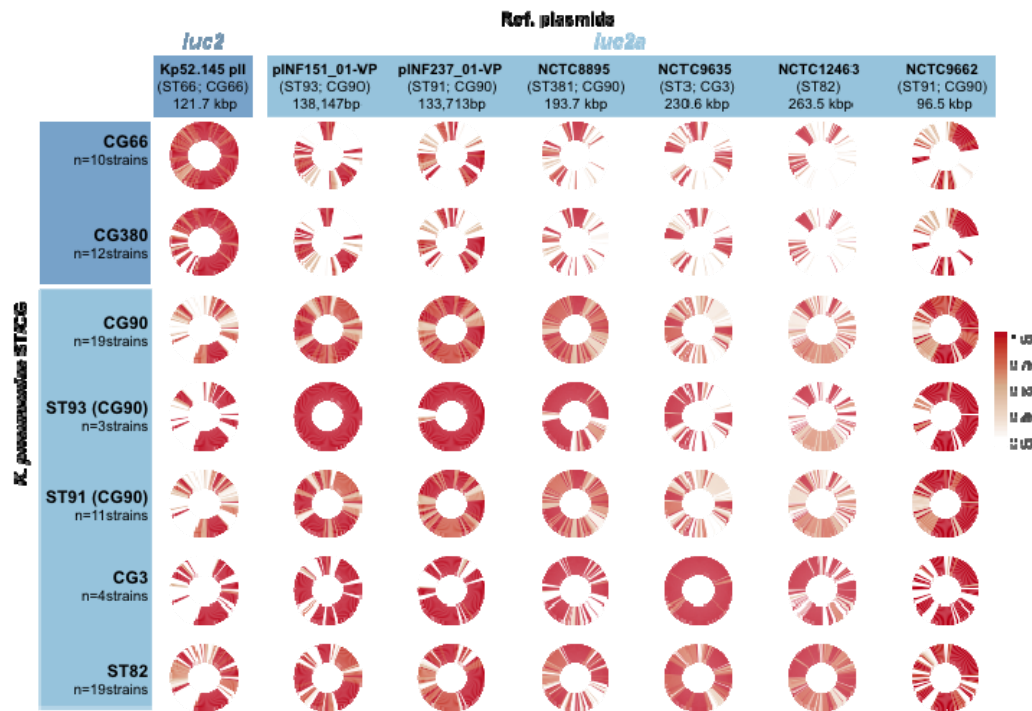 Ref. plasmids
iuc2
iuc2a
Kp52.145 pII
(ST66; CG66)
121.7 kbp
pINF151_01-VP
(ST93; CG90)
138,147bp
pINF237_01-VP
(ST91; CG90)
133,713bp
NCTC8895
(ST381; CG90)
193.7 kbp
NCTC9635
(ST3; CG3)
230.6 kbp
NCTC12463
(ST82)
263.5 kbp
NCTC9662
(ST91; CG90)
96.5 kbp
K. pneumoniae ST/CG
CG66
n=10strains
CG380
n=12strains
CG90
n=19strains
ST93 (CG90)
n=3strains
ST91 (CG90)
n=11strains
CG3
n=4strains
ST82
n=19strains